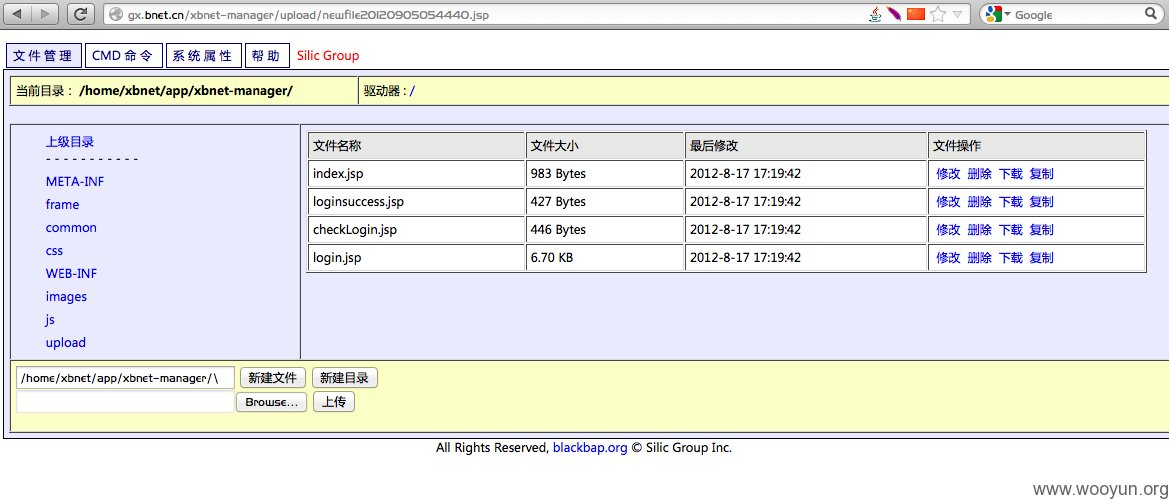 gx.bnet.cn/xbnet-manager/upload/newfile20120905054440.jsp
Google
文件管理 CMD命令 系统属性 帮助 Silic Group
当前目录： /home/xbnet/app/xbnet-manager/ 驱动器 : /
上级目录
- - - - - - - - - - -
META-INF
frame
common
css
WEB-INF
images
js
upload
文件名称 文件大小 最后修改 文件操作
index.jsp 983 Bytes 2012-8-17 17:19:42 修改 删除 下载 复制
loginsuccess.jsp 427 Bytes 2012-8-17 17:19:42 修改 删除 下载 复制
checkLogin.jsp 446 Bytes 2012-8-17 17:19:42 修改 删除 下载 复制
login.jsp 6.70 KB 2012-8-17 17:19:42 修改 删除 下载 复制
/home/xbnet/app/xbnet-manager/\ 新建文件 新建目录
Browse... 上传
All Rights Reserved, blackbap.org © Silic Group Inc.
www.wooyun.org